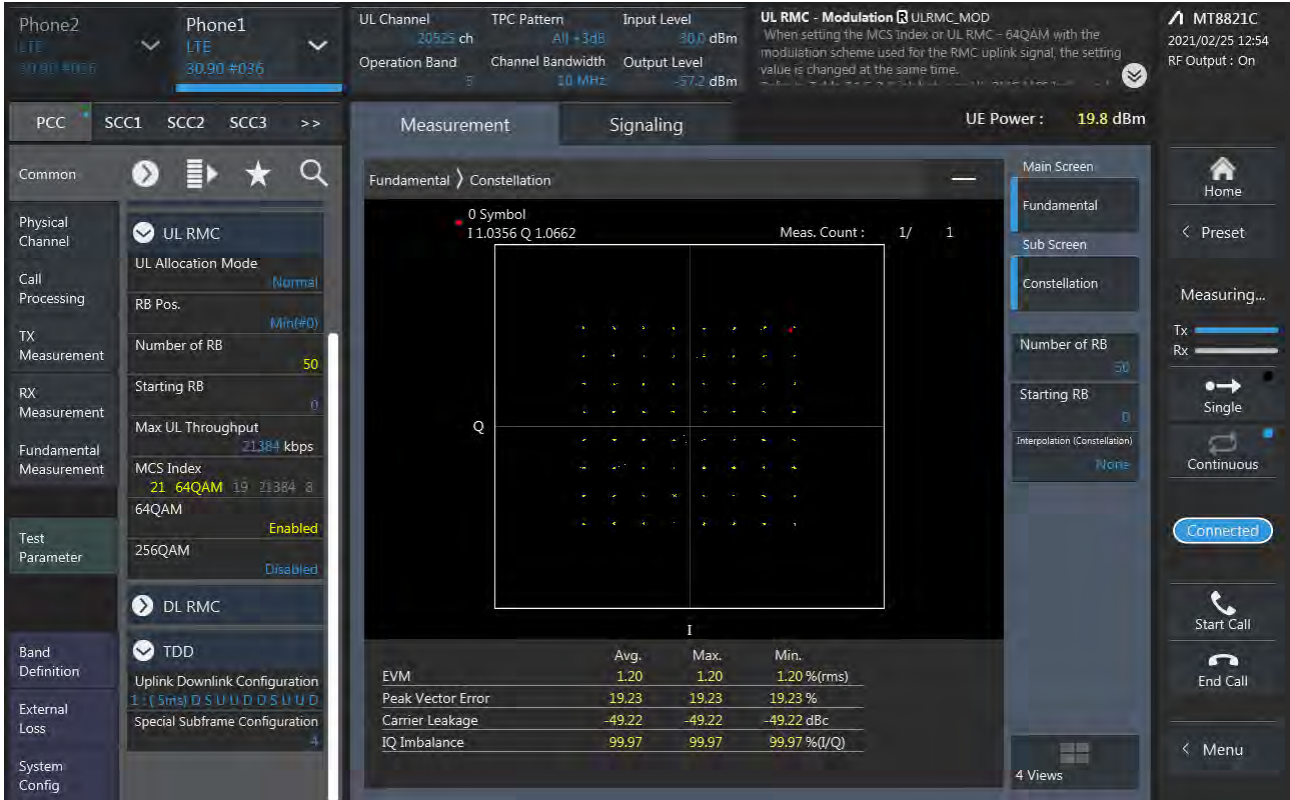 Phone2
LTE
30.90 #036
Phone1
LTE
30.90 #036
UL Channel
20525 ch
TPC Pattern
All +3dB
Input Level
30.0 dBm
Operation Band
5
Channel Bandwidth
10 MHz
Output Level
-57.2 dBm
UL RMC - Modulation R ULRMC_MOD
When setting the MCS Index or UL RMC - 64QAM with the
modulation scheme used for the RMC uplink signal, the setting
value is changed at the same time.
MT8821C
2021/02/25 12:54
RF Output : On
PCC
SCC1
SCC2
SCC3
>>
Measurement
Signaling
UE Power : 19.8 dBm
Common
Physical
Channel
Call
Processing
TX
Measurement
RX
Measurement
Fundamental
Measurement
Test
Parameter
Band
Definition
External
Loss
System
Config
UL RMC
UL Allocation Mode
Normal
RB Pos.
Min(#0)
Number of RB
50
Starting RB
0
Max UL Throughput
21384 kbps
MCS Index
21 64QAM 19 21384 8
64QAM
Enabled
256QAM
Disabled
DL RMC
TDD
Uplink Downlink Configuration
1 : ( 5ms) D S U U D D S U U D
Special Subframe Configuration
4
Fundamental 〉 Constellation
0 Symbol
I 1.0356 Q 1.0662
Meas. Count : 1/ 1
Q
I
Avg. Max. Min.
EVM 1.20 1.20 1.20 %(rms)
Peak Vector Error 19.23 19.23 19.23 %
Carrier Leakage -49.22 -49.22 -49.22 dBc
IQ Imbalance 99.97 99.97 99.97 %(I/Q)
Main Screen
Fundamental
Sub Screen
Constellation
Number of RB
50
Starting RB
0
Interpolation (Constellation)
None
4 Views
Home
< Preset
Measuring...
Tx
Rx
Single
Continuous
Connected
Start Call
End Call
< Menu